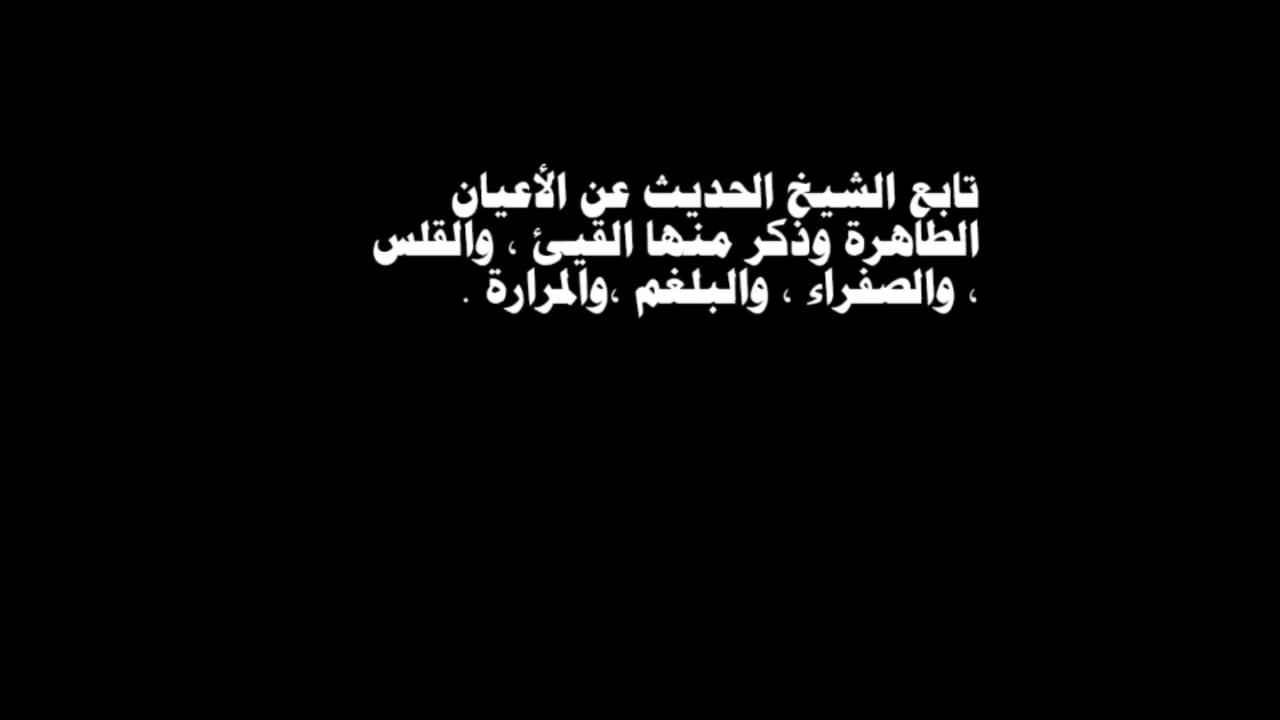 تابع الشيخ الحديث عن الأعيان
الطاهرة وذكر منها القيئ ، والقلس
، والصفراء ، والبلغم ،والمرارة .